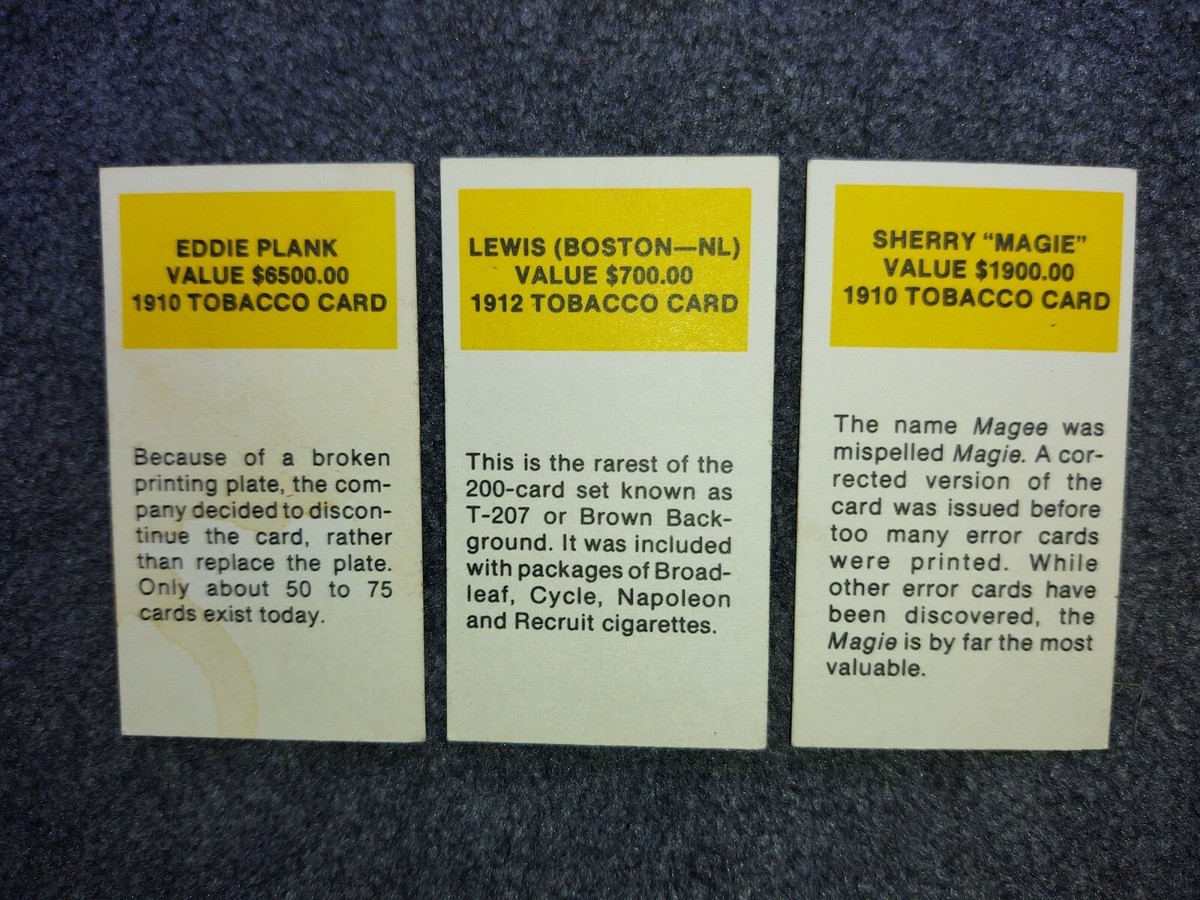 EDDIE PLANK
VALUE $6500.00
1910 TOBACCO CARD
Because of a broken
printing plate, the com-
pany decided to discon-
tinue the card, rather
than replace the plate.
Only about 50 to 75
cards exist today.
LEWIS (BOSTON—NL)
VALUE $700.00
1912 TOBACCO CARD
This is the rarest of the
200-card set known as
T-207 or Brown Back-
ground. It was included
with packages of Broad-
leaf, Cycle, Napoleon
and Recruit cigarettes.
SHERRY “MAGIE”
VALUE $1900.00
1910 TOBACCO CARD
The name Magee was
mispelled Magie. A cor-
rected version of the
card was issued before
too many error cards
were printed. While
other error cards have
been discovered, the
Magie is by far the most
valuable.